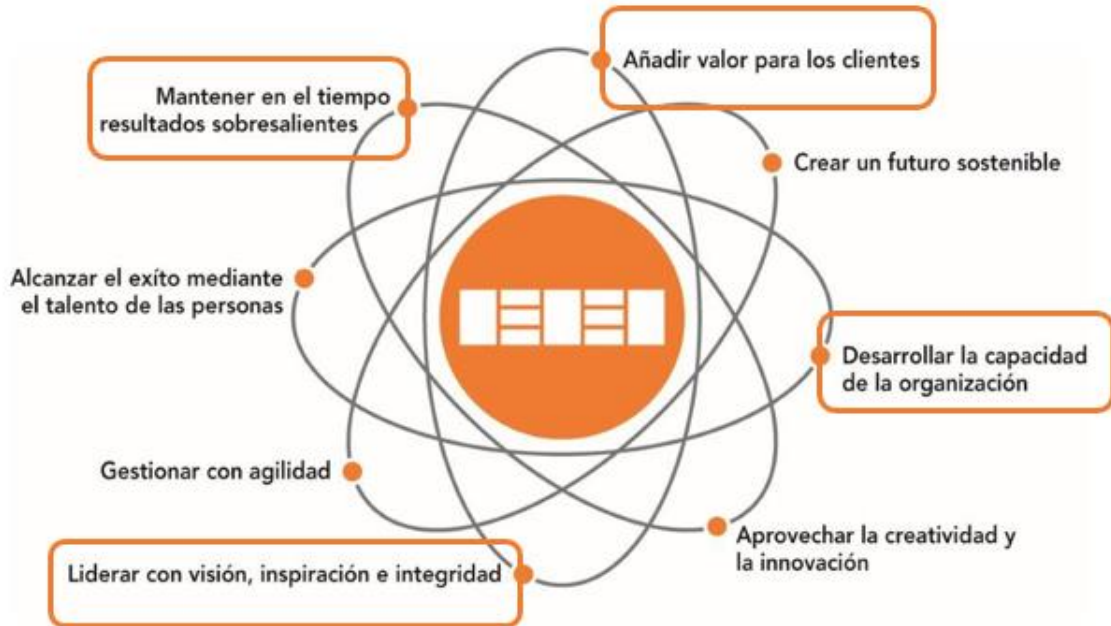 Añadir valor para los clientes
Mantener en el tiempo
resultados sobresalientes
Crear un futuro sostenible
Alcanzar el exíto mediante
el talento de las personas
Desarrollar la capacidad
de la organización
Gestionar con agilidad
Aprovechar la creatividad y
la innovación
Liderar con visión, inspiración e integridad